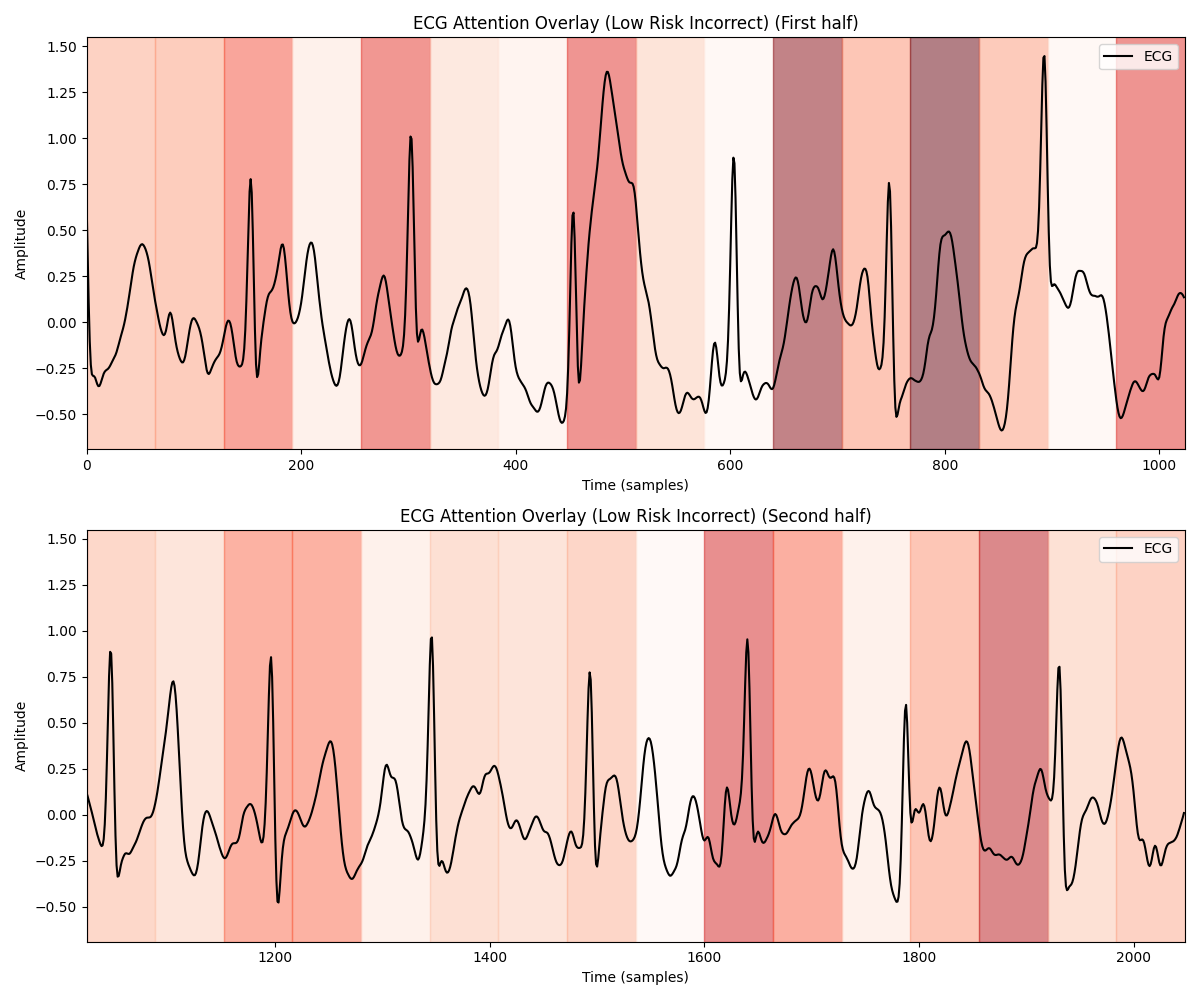 ECG Attention Overlay (Low Risk Incorrect) (First half)
1.50
1.25
1.00
0.75
0.50
0.25
0.00
−0.25
−0.50
Amplitude
ECG
0 200 400 600 800 1000
Time (samples)
ECG Attention Overlay (Low Risk Incorrect) (Second half)
1.50
1.25
1.00
0.75
0.50
0.25
0.00
−0.25
−0.50
Amplitude
ECG
1200 1400 1600 1800 2000
Time (samples)